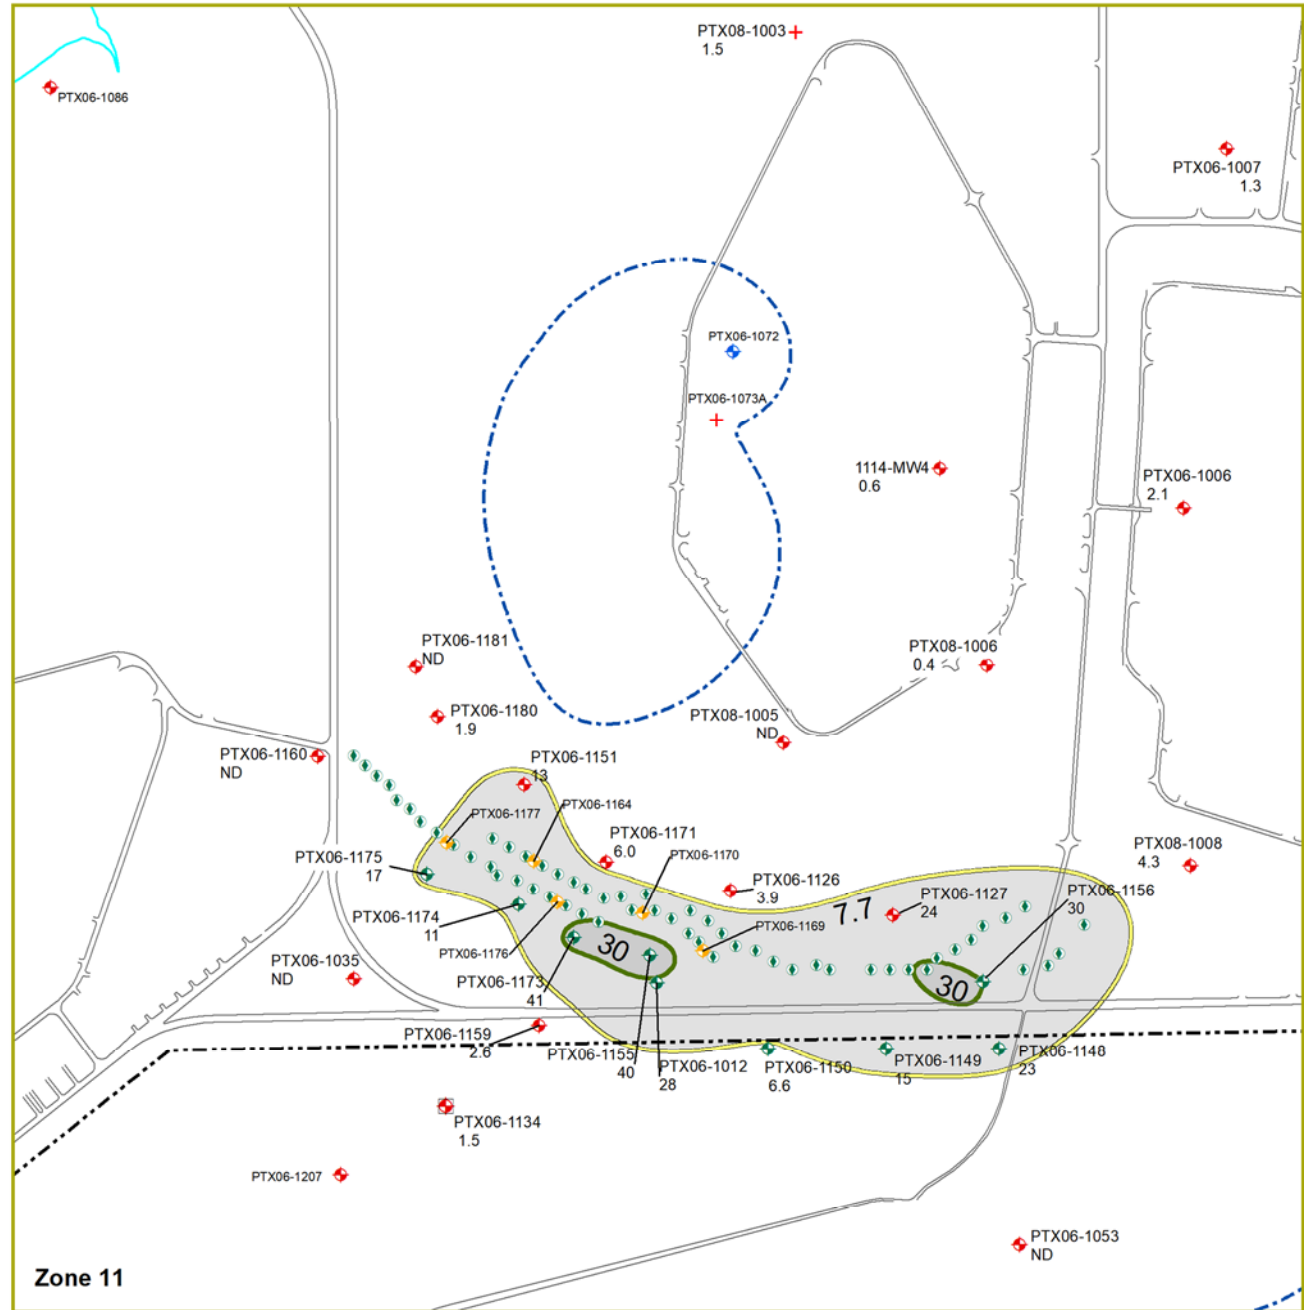 PTX08-1003
1.5
PTX06-1086
PTX06-1007
1.3
PTX06-1072
PTX06-1073A
1114-MW4
0.6
PTX06-1006
2.1
PTX06-1181
ND
PTX08-1006
0.4
PTX06-1180
1.9
PTX08-1005
ND
PTX06-1160
ND
PTX06-1151
13
PTX06-1164
PTX06-1177
PTX06-1171
6.0
PTX06-1170
PTX06-1175
17
PTX08-1008
4.3
PTX06-1126
3.9
PTX06-1127
24
PTX06-1156
30
7.7
PTX06-1174
11
PTX06-1169
PTX06-1176
30
PTX06-1035
ND
PTX06-1173
41
30
PTX06-1159
2.6
PTX06-1155
40
PTX06-1012
28
PTX06-1150
6.6
PTX06-1149
15
PTX06-1148
23
PTX06-1134
1.5
PTX06-1207
PTX06-1053
ND
Zone 11